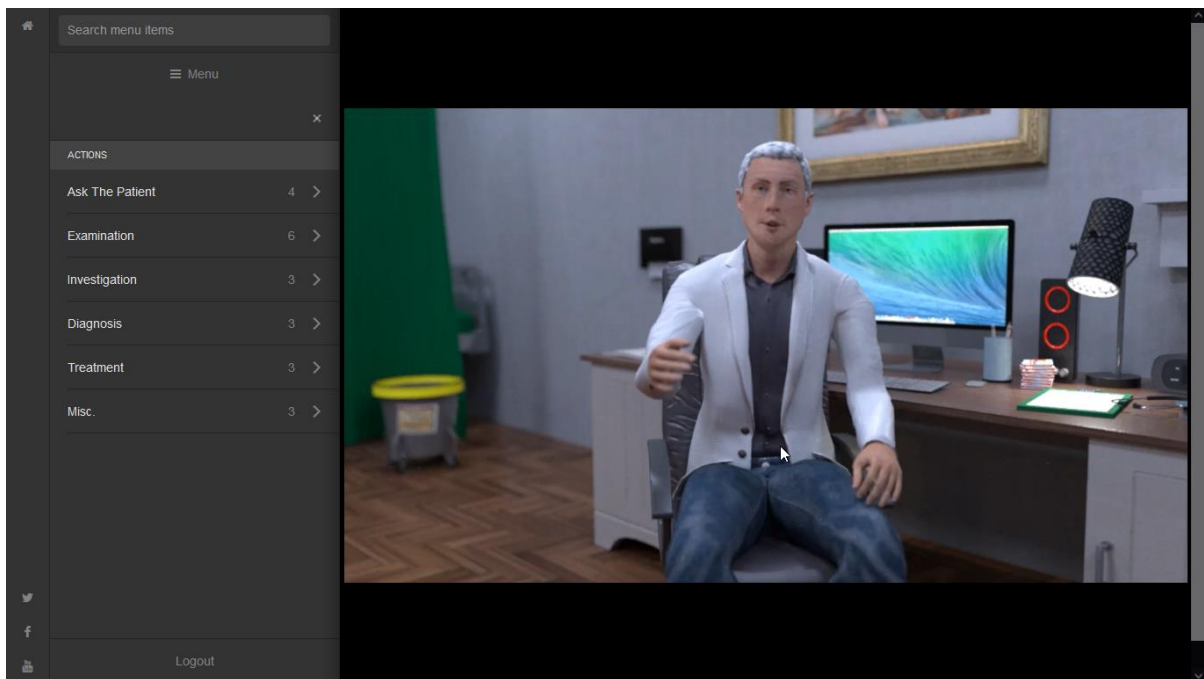 Search menu items
Menu
ACTIONS
Ask The Patient 4
Examination 6
Investigation 3
Diagnosis 3
Treatment 3
Misc. 3
Logout